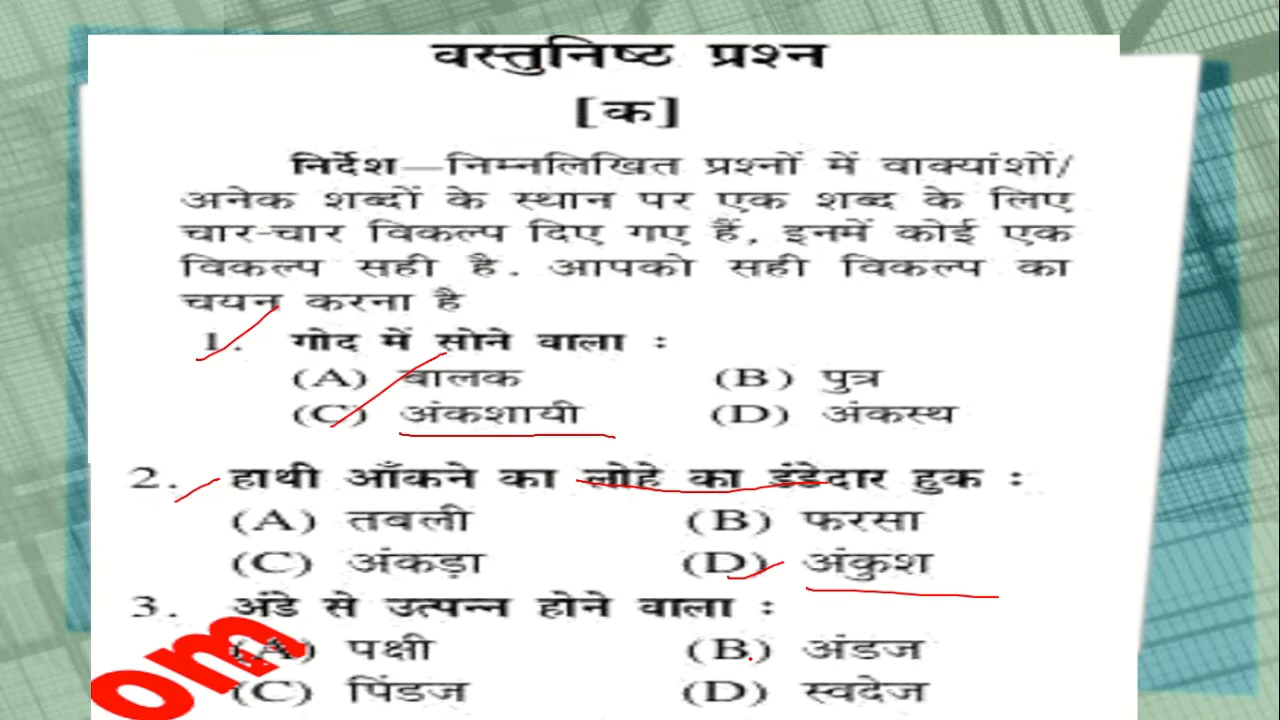 वस्तुनिष्ठ प्रश्न
[क]
निर्देश—निम्नलिखित प्रश्नों में वाक्यांशों/
अनेक शब्दों के स्थान पर एक शब्द के लिए
चार-चार विकल्प दिए गए हैं, इनमें कोई एक
विकल्प सही है. आपको सही विकल्प का
चयन करना है
1. गोद में सोने वाला :
(A) बालक (B) पुत्र
(C) अंकशायी (D) अंकस्थ
2. हाथी आँकने का लोहे का डंडेदार हुक :
(A) तबली (B) फरसा
(C) अंकड़ा (D) अंकुश
3. अंडे से उत्पन्न होने वाला :
(A) पक्षी (B) अंडज
(C) पिंडज (D) स्वदेज
om